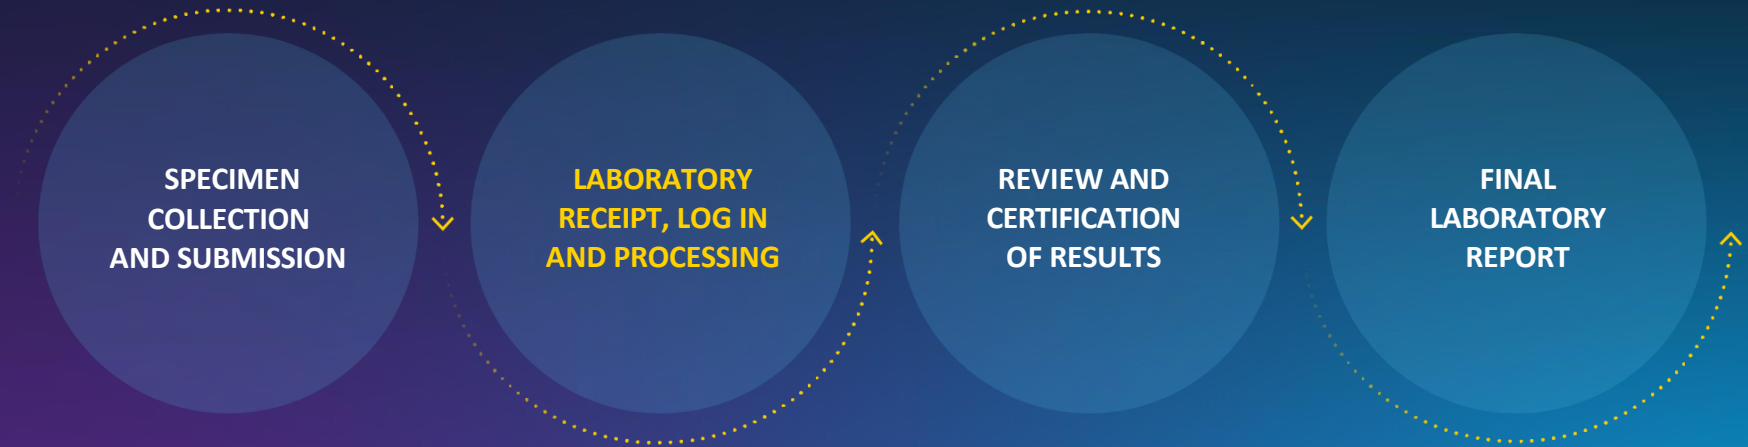 SPECIMEN
COLLECTION
AND SUBMISSION
LABORATORY
RECEIPT, LOG IN
AND PROCESSING
REVIEW AND
CERTIFICATION
OF RESULTS
FINAL
LABORATORY
REPORT